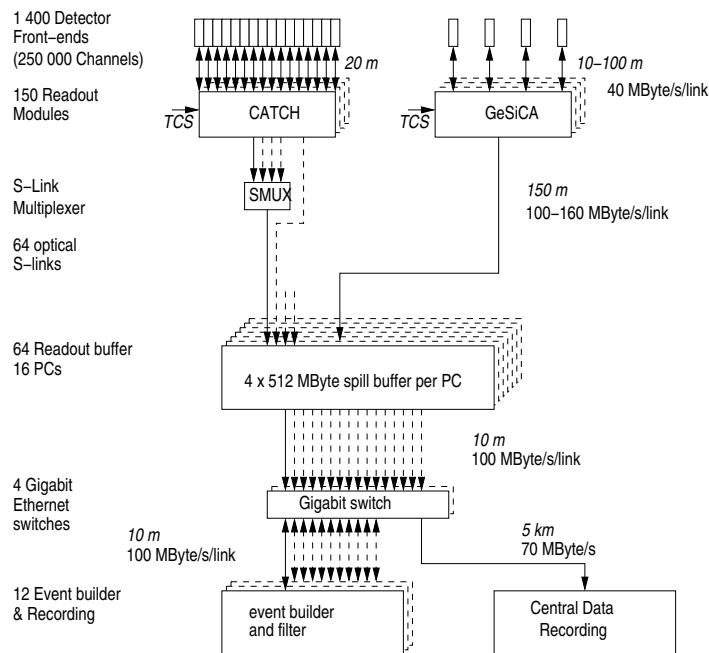 1 400 Detector
Front−ends
(250 000 Channels)
20 m
10−100 m
40 MByte/s/link
150 Readout
Modules
TCS
CATCH
TCS
GeSiCA
S−Link
Multiplexer
SMUX
150 m
100−160 MByte/s/link
64 optical
S−links
64 Readout buffer
16 PCs
4 x 512 MByte spill buffer per PC
10 m
100 MByte/s/link
4 Gigabit
Ethernet
switches
Gigabit switch
10 m
100 MByte/s/link
5 km
70 MByte/s
12 Event builder
& Recording
event builder
and filter
Central Data
Recording